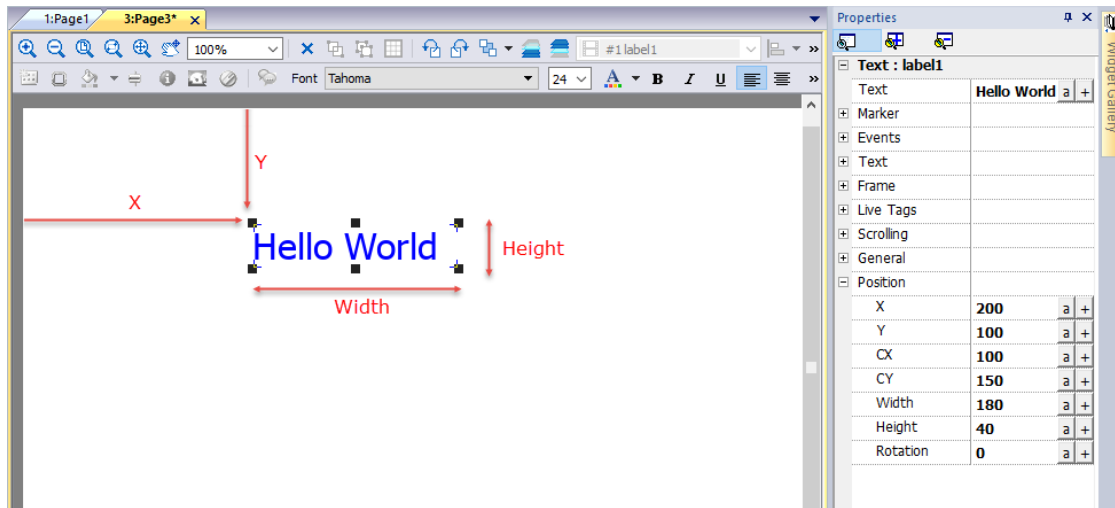 1:Page1 3:Page3* x
Properties
100% #1 label1 »
Font Tahoma 24 A B I U »
Widget Gallery
Text : label1
Text Hello World a +
Marker
Events
Text
Frame
Live Tags
Scrolling
General
Position
X 200 a +
Y 100 a +
CX 100 a +
CY 150 a +
Width 180 a +
Height 40 a +
Rotation 0 a +
Y
X
Hello World
Height
Width